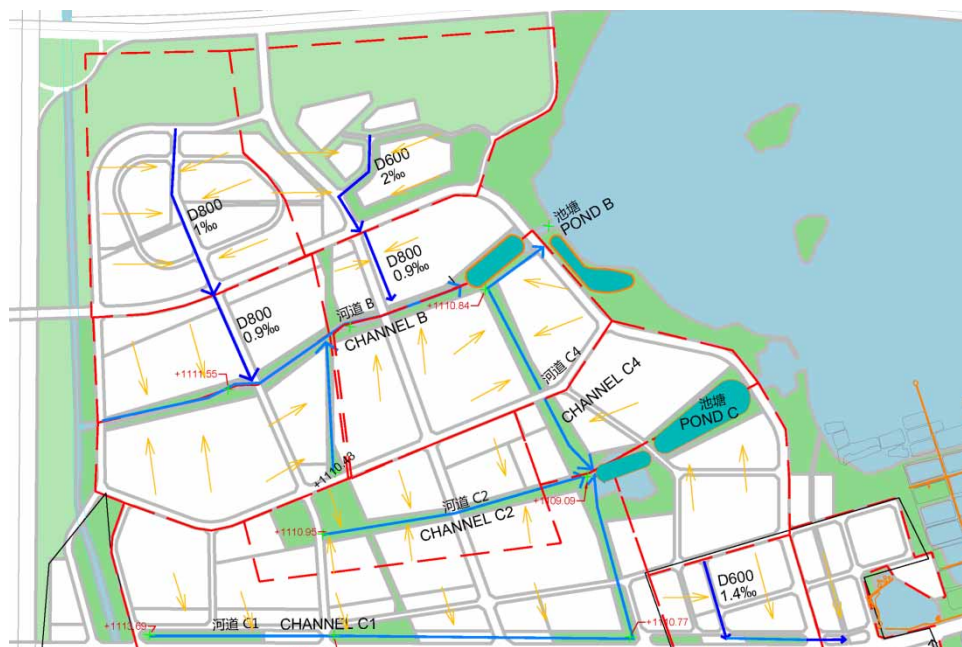 D600
2‰
D800
1‰
池塘
POND B
D800
0.9‰
河道 B
CHANNEL B
+1110.84
D800
0.9‰
+1111.55
河道 C4
CHANNEL C4
池塘
POND C
+1110.43
河道 C2
CHANNEL C2
+1109.09
+1110.95
D600
1.4‰
+1113.69
河道 C1
CHANNEL C1
+1110.77